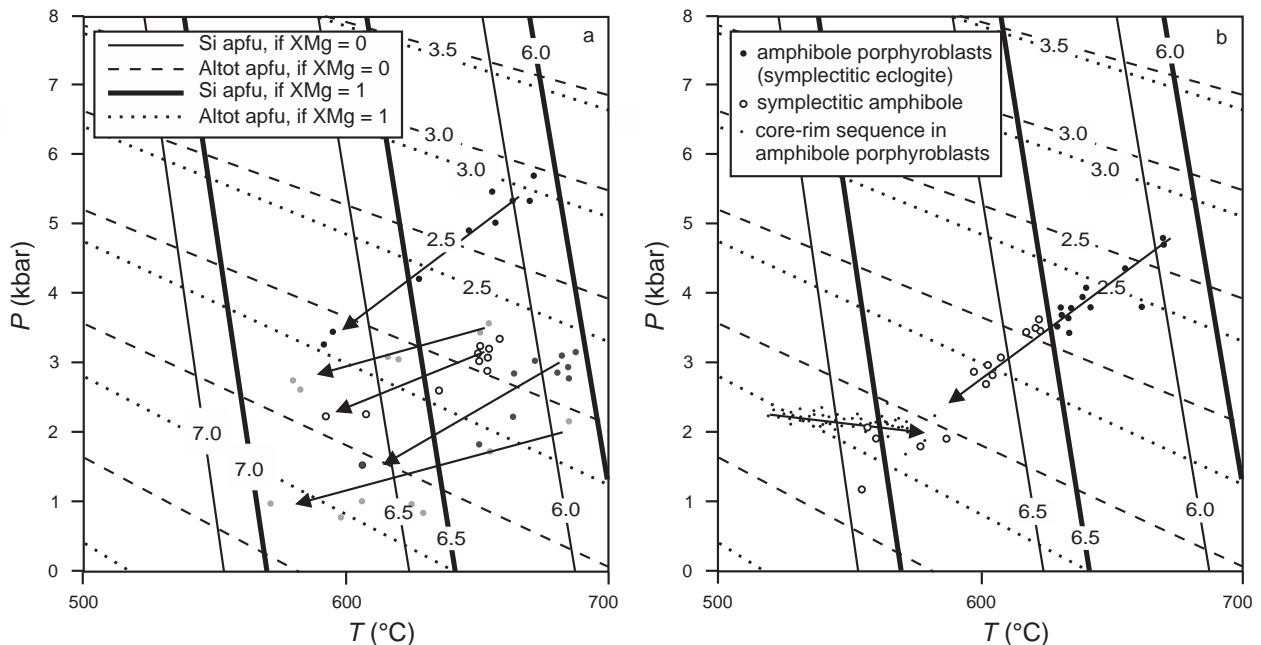 a
Si apfu, if XMg = 0
Altot apfu, if XMg = 0
Si apfu, if XMg = 1
Altot apfu, if XMg = 1
3.5
6.0
3.0
3.0
2.5
2.5
7.0
7.0
6.5
6.5
6.0
8
7
6
5
4
3
2
1
0
P (kbar)
500
600
700
T (°C)
b
amphibole porphyroblasts
(symplectitic eclogite)
symplectitic amphibole
core-rim sequence in
amphibole porphyroblasts
3.5
6.0
3.0
3.0
2.5
2.5
6.5
6.5
6.0
8
7
6
5
4
3
2
1
0
P (kbar)
500
600
700
T (°C)